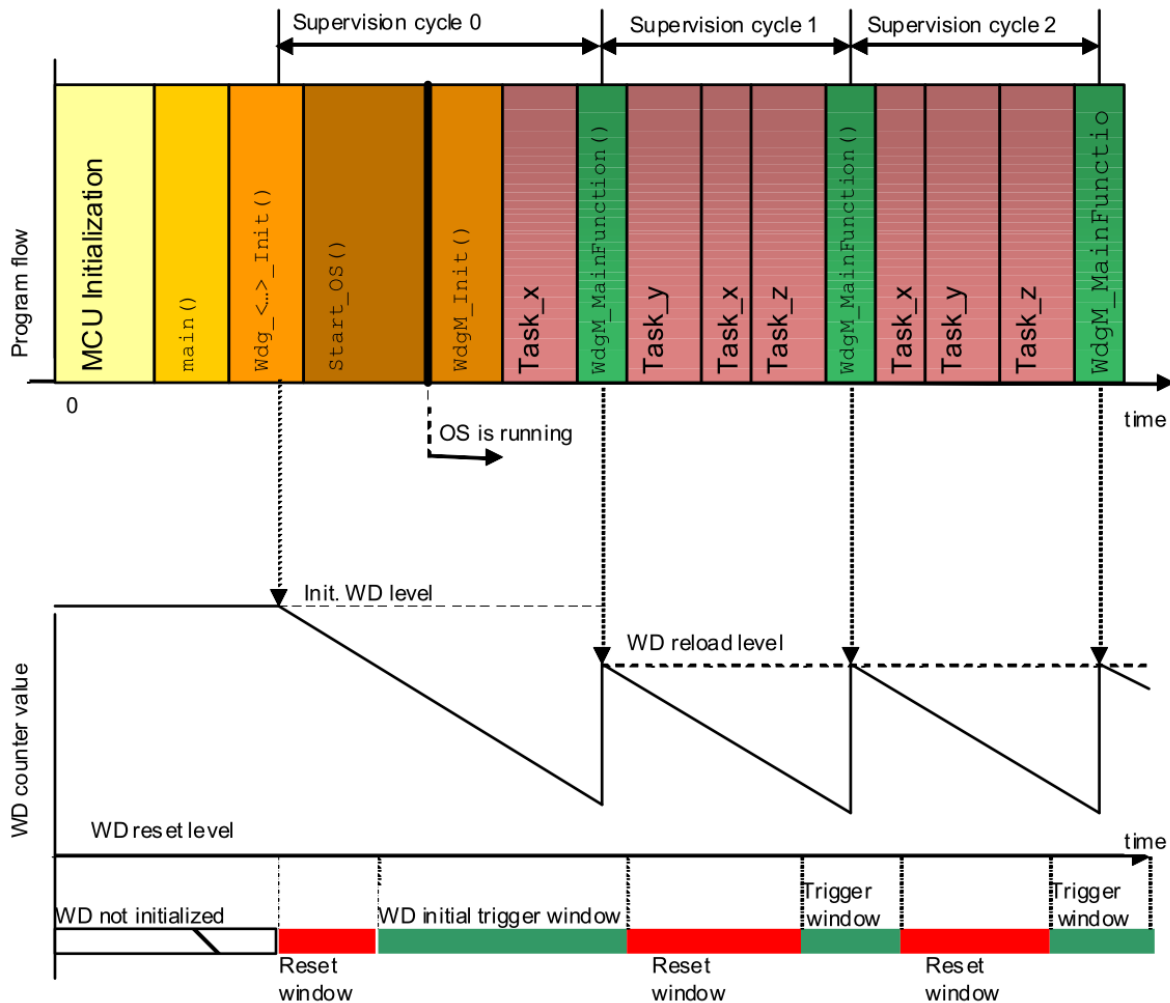 Supervision cycle 0
Supervision cycle 1
Supervision cycle 2
Program flow
MCU Initialization
main()
Wdg_<...>_Init()
Start_OS()
WdgM_Init()
Task_x
WdgM_MainFunction()
Task_y
Task_x
Task_z
WdgM_MainFunction()
Task_x
Task_y
Task_z
WdgM_MainFunctio
0
time
OS is running
Init. WD level
WD reload level
WD counter value
WD reset level
time
WD not initialized
WD initial trigger window
Trigger
window
Trigger
window
Reset
window
Reset
window
Reset
window